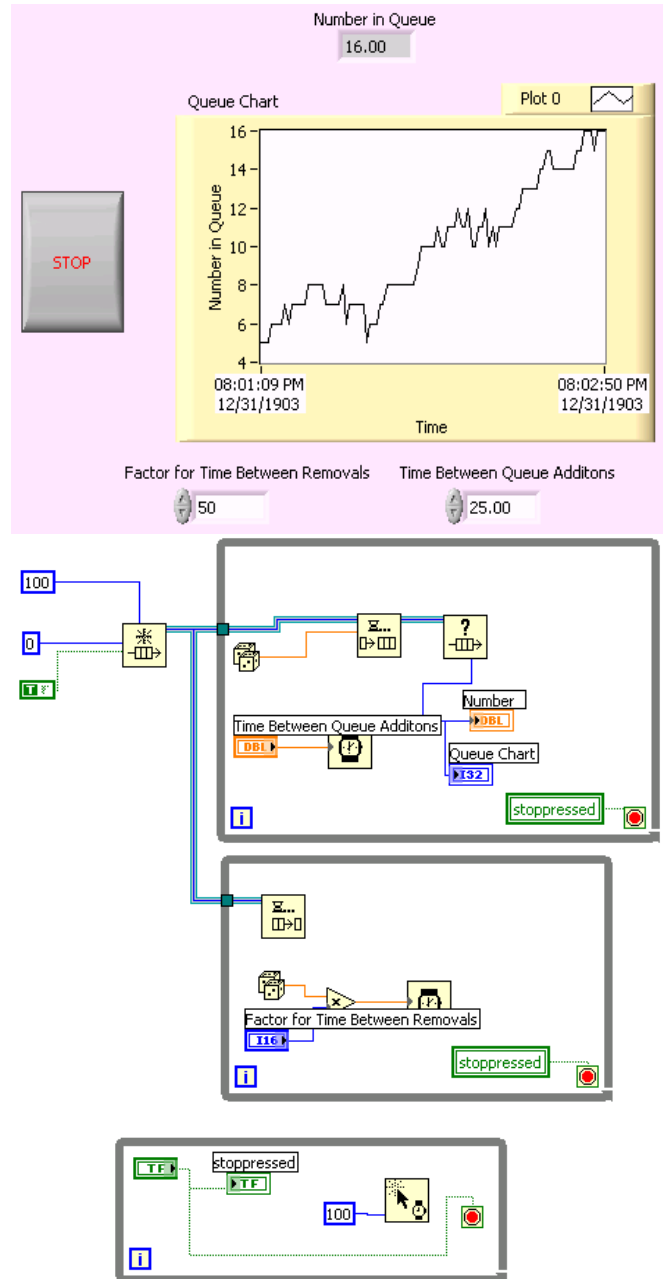 Number in Queue
16.00
Queue Chart
Plot 0
16
14
12
10
8
6
4
Number in Queue
STOP
08:01:09 PM
12/31/1903
08:02:50 PM
12/31/1903
Time
Factor for Time Between Removals
Time Between Queue Additons
50
25.00
100
0
T F
?
Number
DBL
Time Between Queue Additons
DBL
Queue Chart
I32
stoppressed
i
x
Factor for Time Between Removals
I16
stoppressed
i
TF
stoppressed
TF
100
i